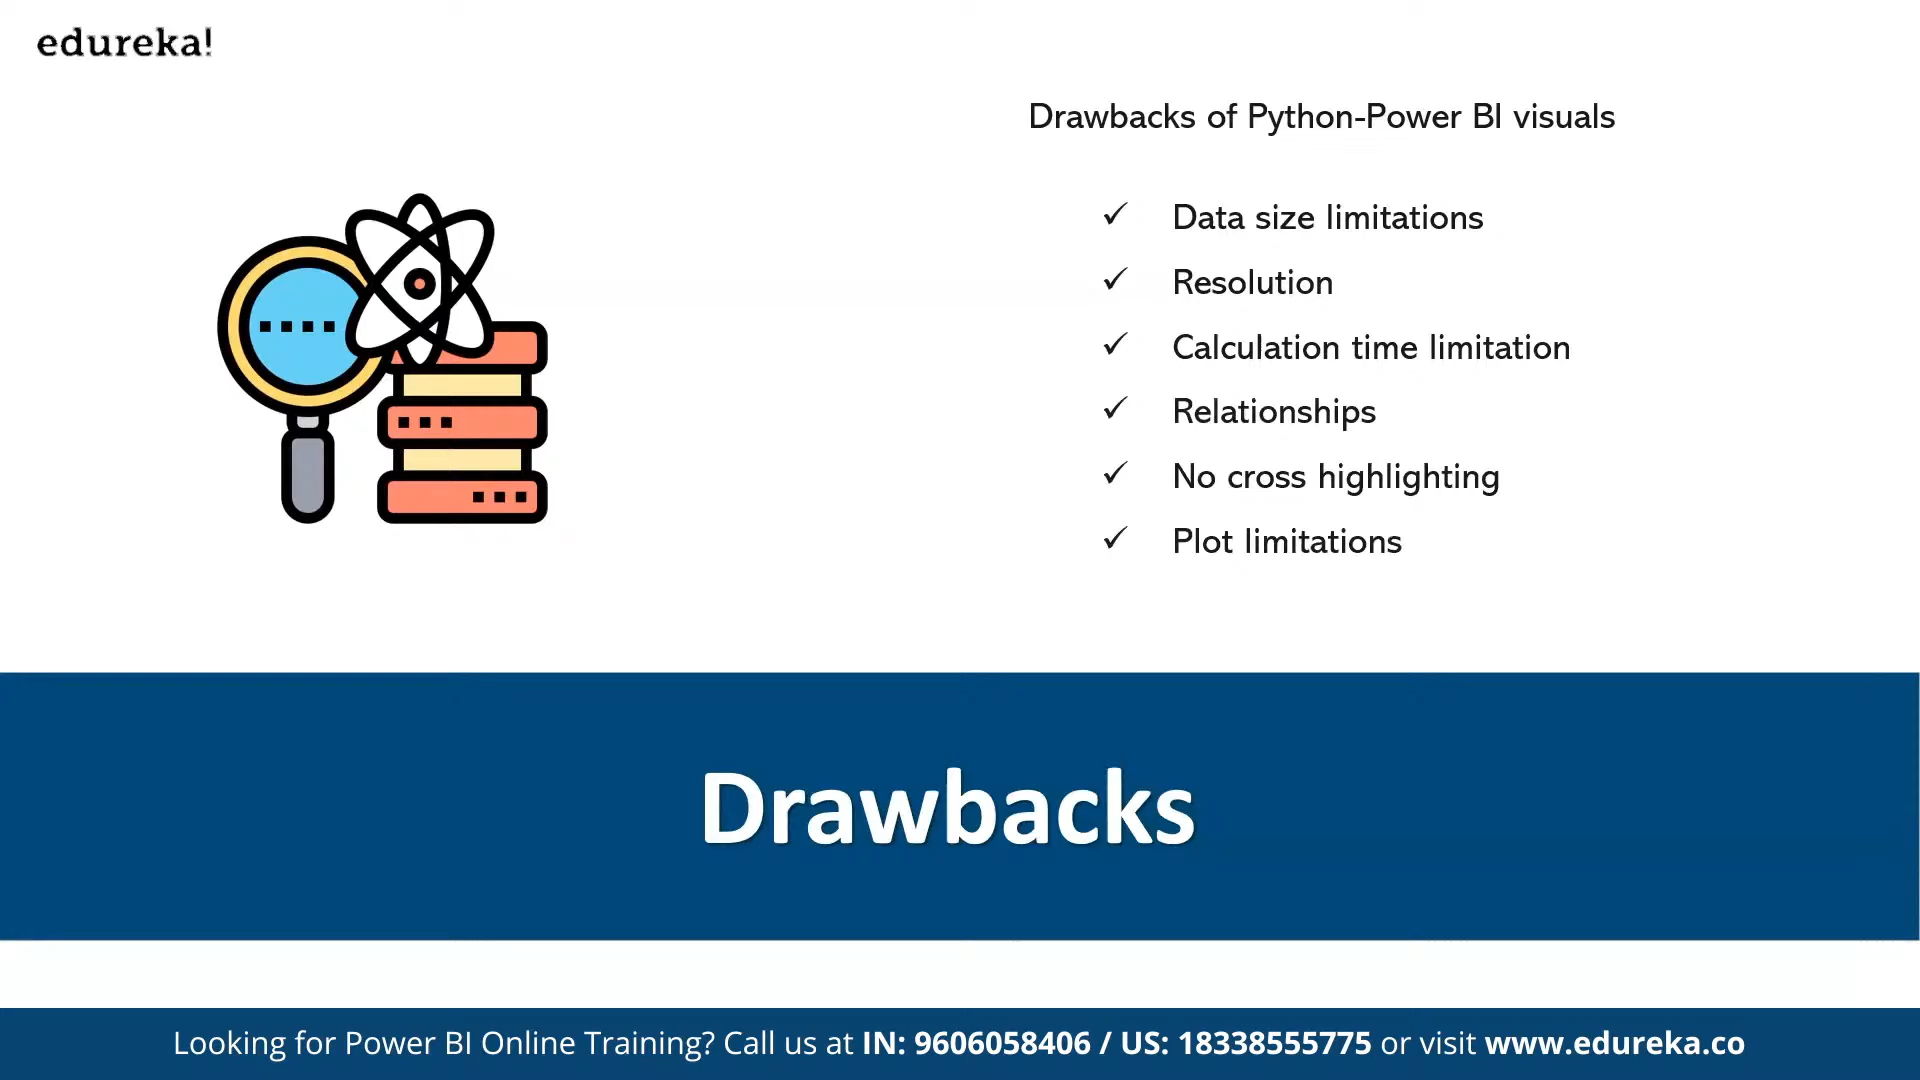 edureka!
Drawbacks of Python-Power BI visuals
✓ Data size limitations
✓ Resolution
✓ Calculation time limitation
✓ Relationships
✓ No cross highlighting
✓ Plot limitations
Drawbacks
Looking for Power BI Online Training? Call us at IN: 9606058406 / US: 18338555775 or visit www.edureka.co